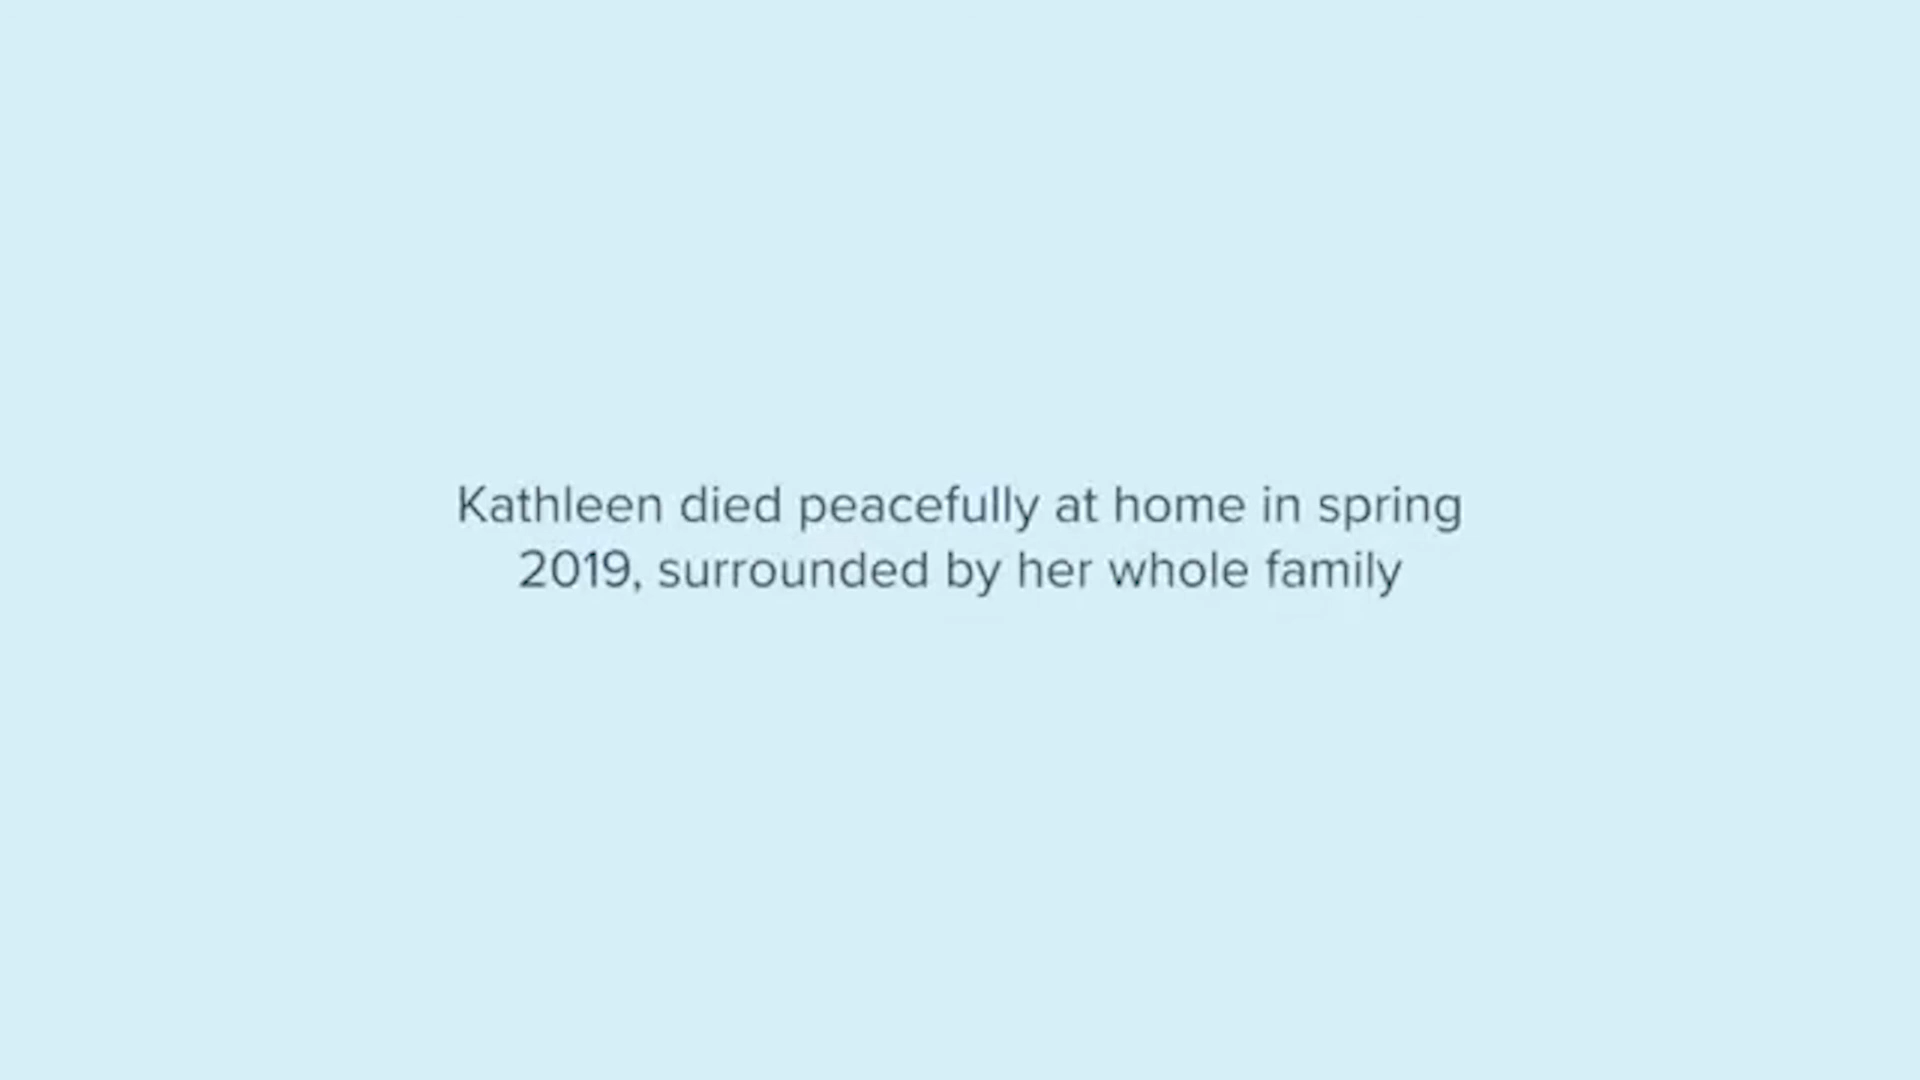 Kathleen died peacefully at home in spring
2019, surrounded by her whole family